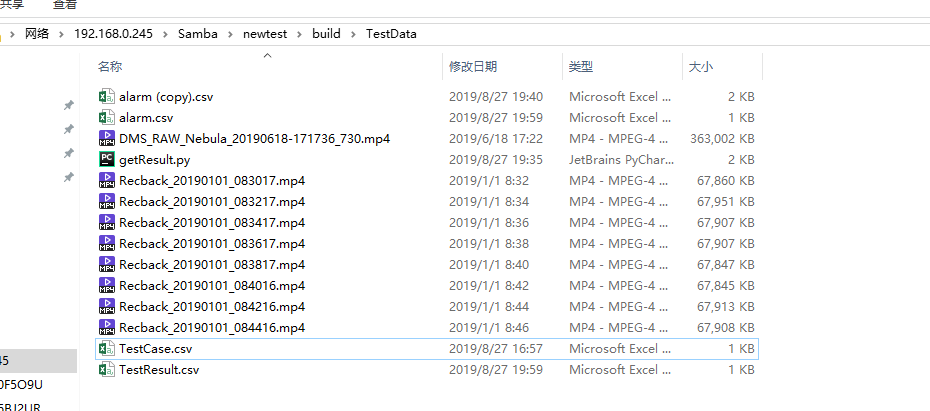 共享 查看
网络 > 192.168.0.245 > Samba > newtest > build > TestData
名称 修改日期 类型 大小
alarm (copy).csv 2019/8/27 19:40 Microsoft Excel ... 2 KB
alarm.csv 2019/8/27 19:59 Microsoft Excel ... 1 KB
DMS_RAW_Nebula_20190618-171736_730.mp4 2019/6/18 17:22 MP4 - MPEG-4 ... 363,002 KB
getResult.py 2019/8/27 19:35 JetBrains PyChar... 2 KB
Recback_20190101_083017.mp4 2019/1/1 8:32 MP4 - MPEG-4 ... 67,860 KB
Recback_20190101_083217.mp4 2019/1/1 8:34 MP4 - MPEG-4 ... 67,951 KB
Recback_20190101_083417.mp4 2019/1/1 8:36 MP4 - MPEG-4 ... 67,907 KB
Recback_20190101_083617.mp4 2019/1/1 8:38 MP4 - MPEG-4 ... 67,907 KB
Recback_20190101_083817.mp4 2019/1/1 8:40 MP4 - MPEG-4 ... 67,847 KB
Recback_20190101_084016.mp4 2019/1/1 8:42 MP4 - MPEG-4 ... 67,845 KB
Recback_20190101_084216.mp4 2019/1/1 8:44 MP4 - MPEG-4 ... 67,913 KB
Recback_20190101_084416.mp4 2019/1/1 8:46 MP4 - MPEG-4 ... 67,908 KB
TestCase.csv 2019/8/27 16:57 Microsoft Excel ... 1 KB
45 TestResult.csv 2019/8/27 19:59 Microsoft Excel ... 1 KB
0F5O9U